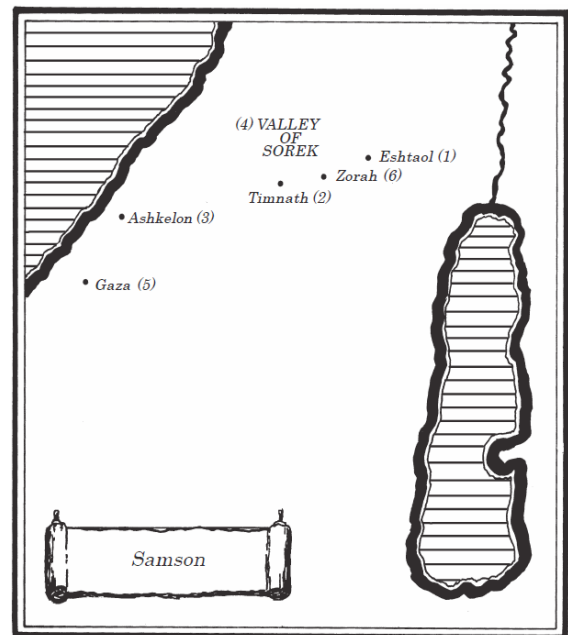 (4) VALLEY
OF
SOREK
Eshtaol (1)
Zorah (6)
Timnath (2)
Ashkelon (3)
Gaza (5)
Samson